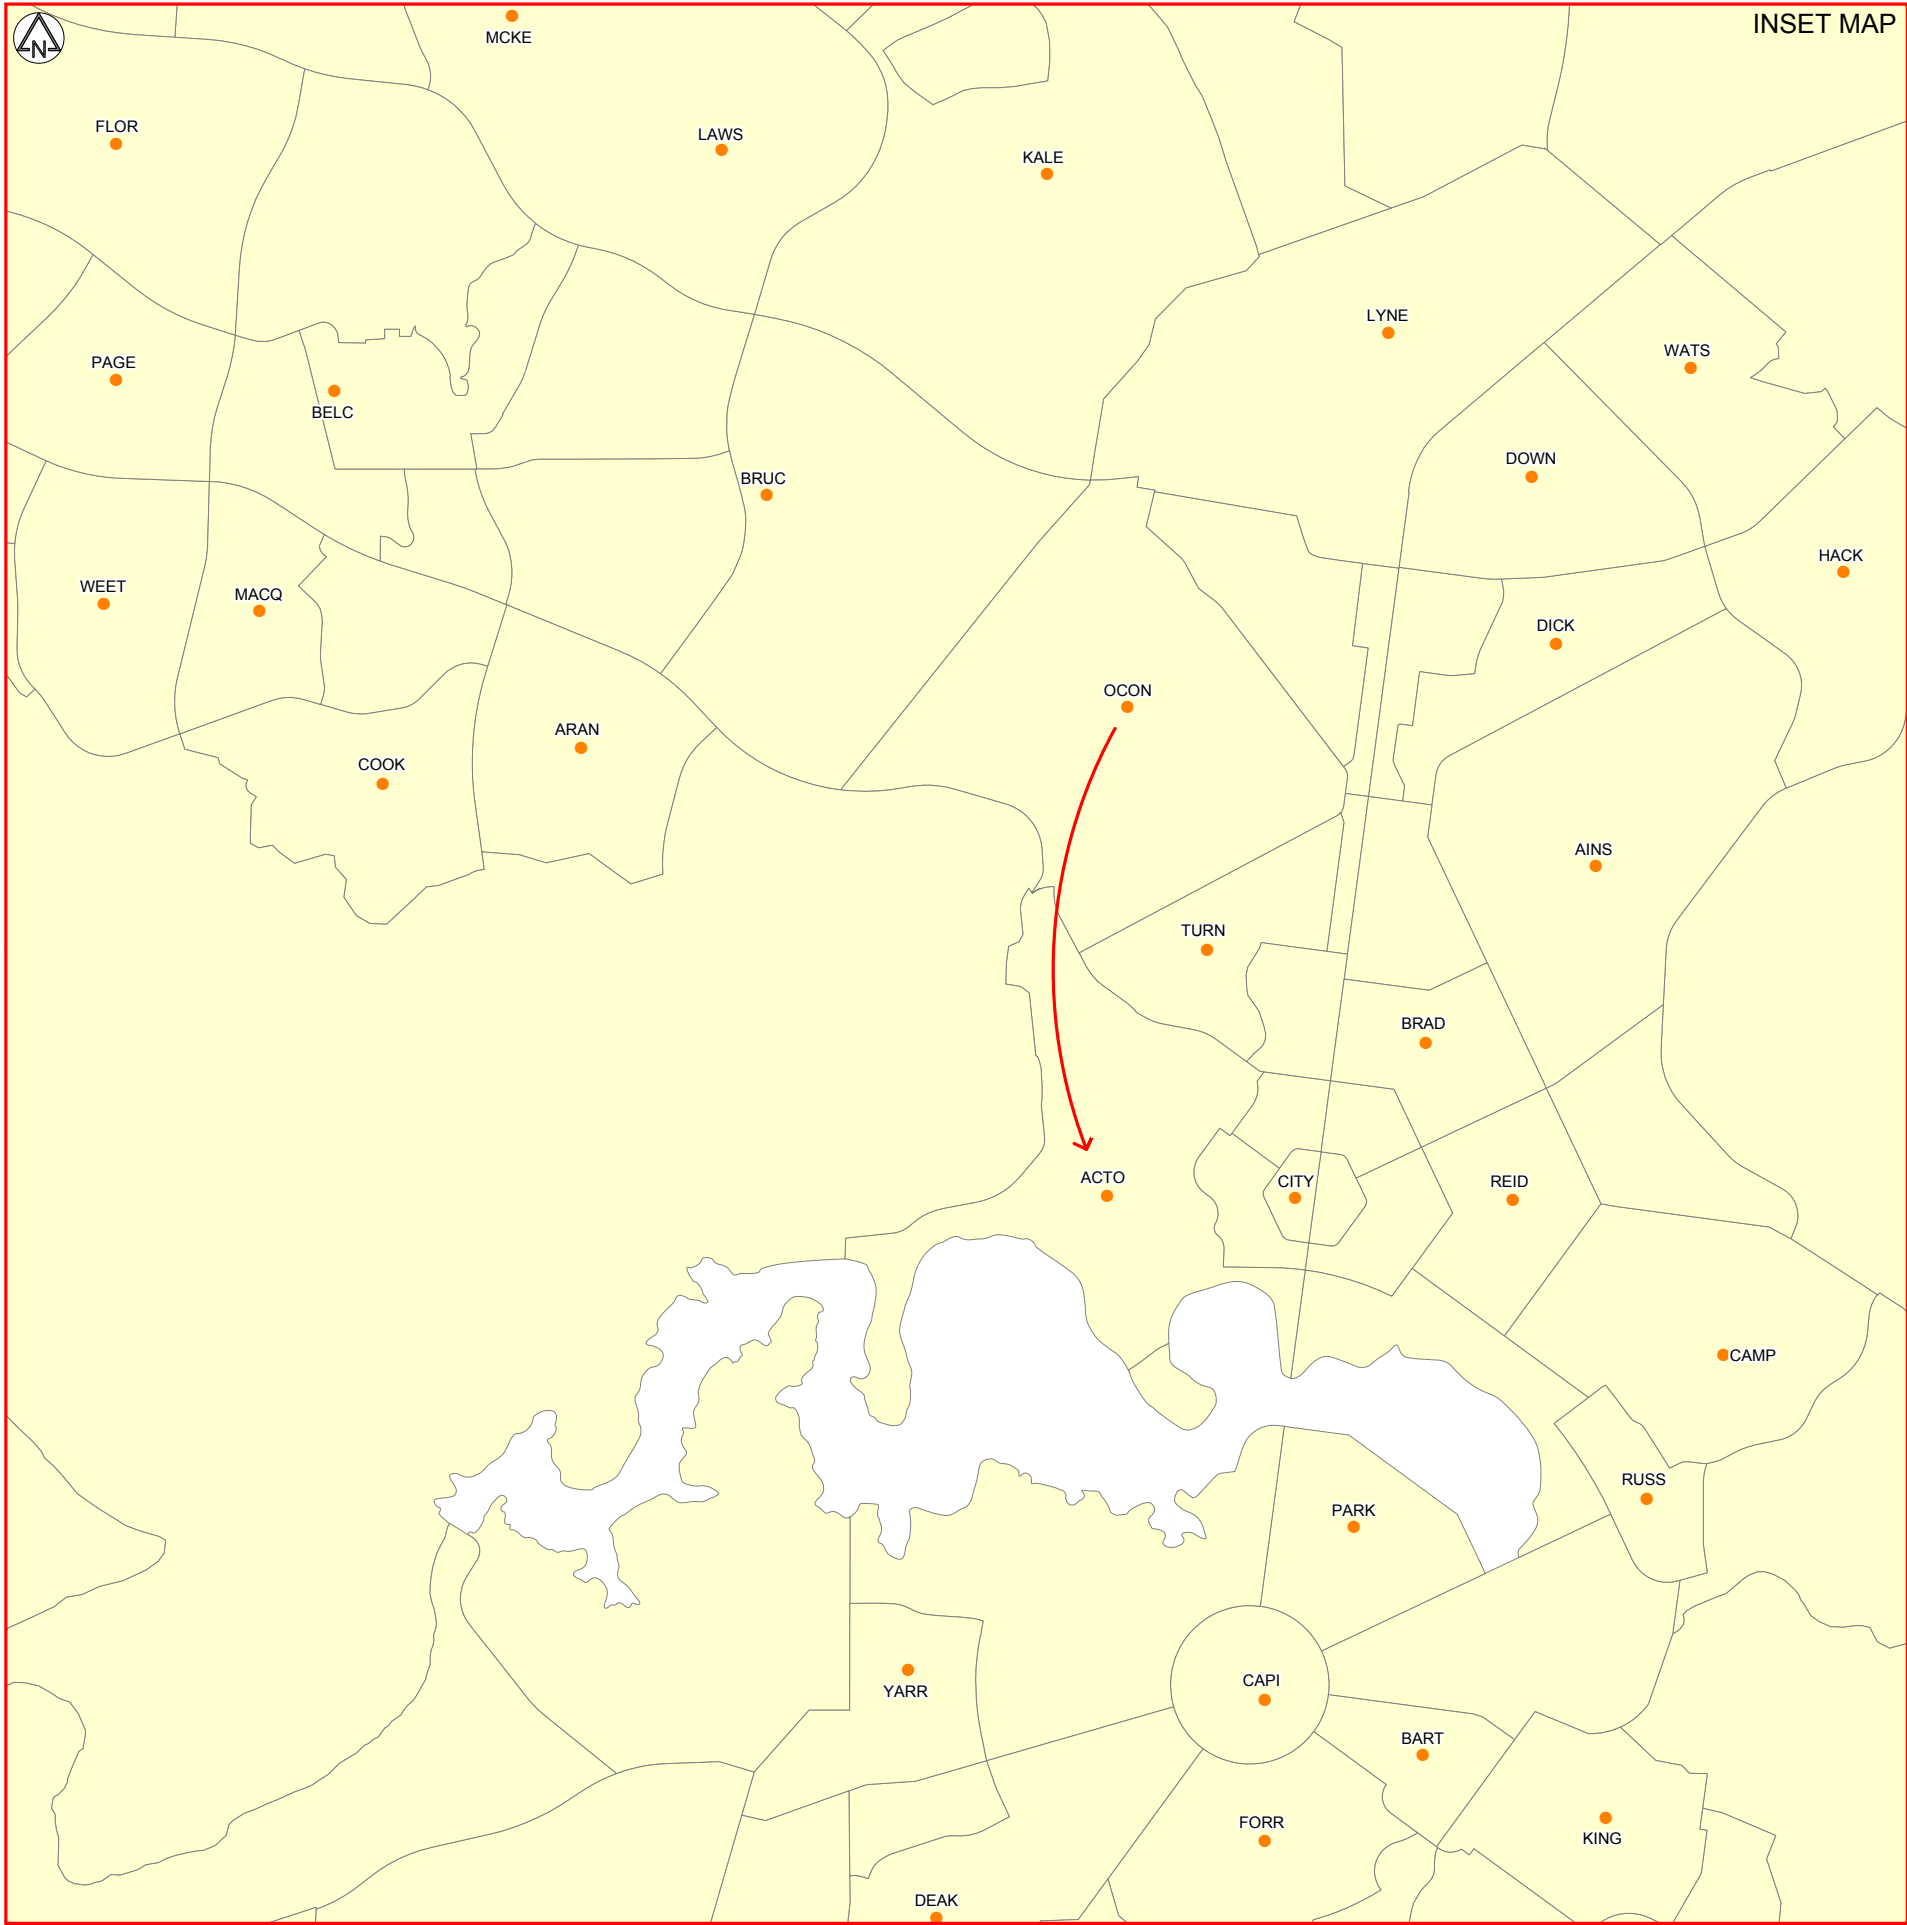 INSET MAP
N
MCKE
FLOR
LAWS
KALE
LYNE
WATS
PAGE
BELC
DOWN
BRUC
HACK
WEET
MACQ
DICK
OCON
ARAN
COOK
AINS
TURN
BRAD
ACTO
CITY
REID
CAMP
RUSS
PARK
CAPI
YARR
BART
FORR
KING
DEAK